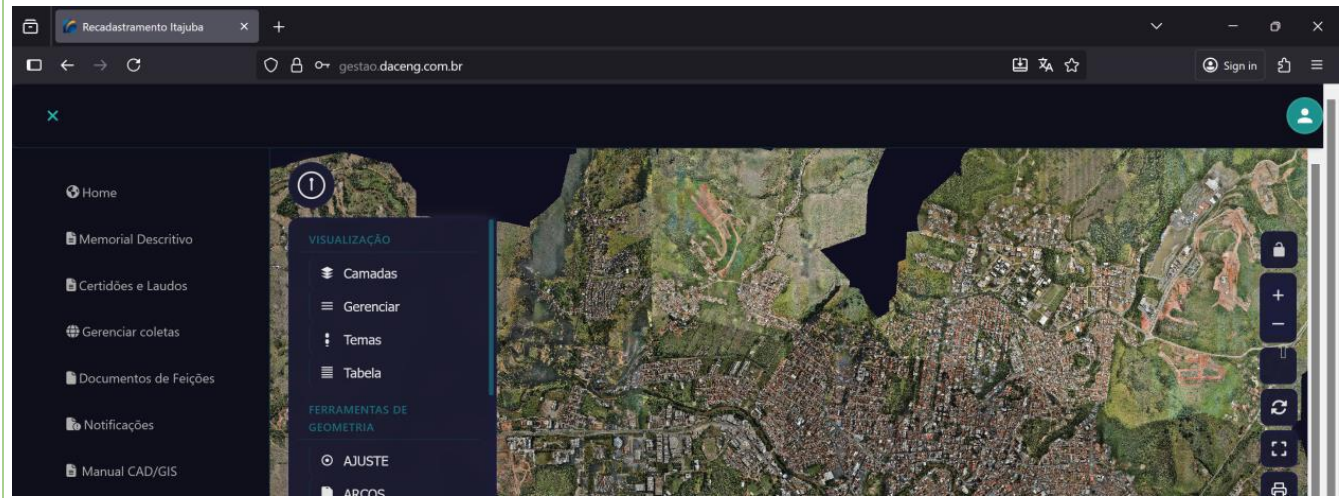 Recadastramento Itajuba
gestao.daceng.com.br
Sign in
Home
Memorial Descritivo
Certidões e Laudos
Gerenciar coletas
Documentos de Feições
Notificações
Manual CAD/GIS
VISUALIZAÇÃO
Camadas
Gerenciar
Temas
Tabela
FERRAMENTAS DE
GEOMETRIA
AJUSTE
ARCOS